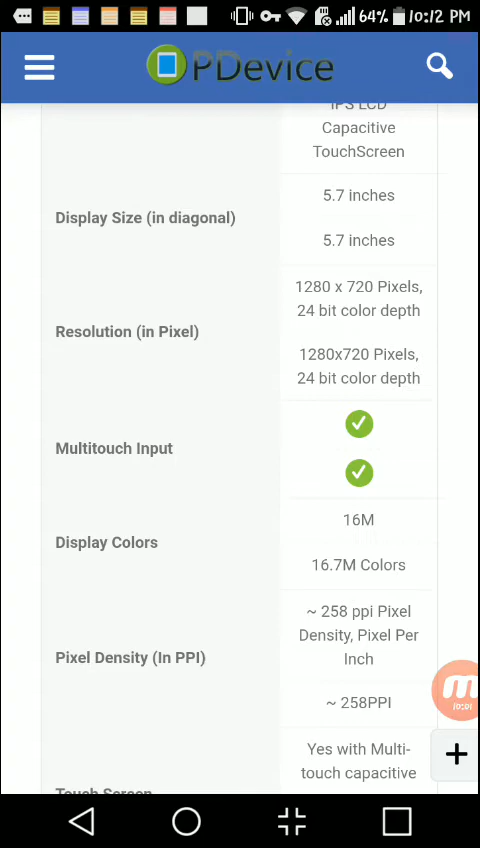 64% 10:12 PM
PDevice
IPS LCD
Capacitive
TouchScreen
Display Size (in diagonal)
5.7 inches
5.7 inches
Resolution (in Pixel)
1280 x 720 Pixels,
24 bit color depth
1280x720 Pixels,
24 bit color depth
Multitouch Input
Display Colors
16M
16.7M Colors
Pixel Density (In PPI)
~ 258 ppi Pixel
Density, Pixel Per
Inch
~ 258PPI
Touch Screen
Yes with Multi-
touch capacitive